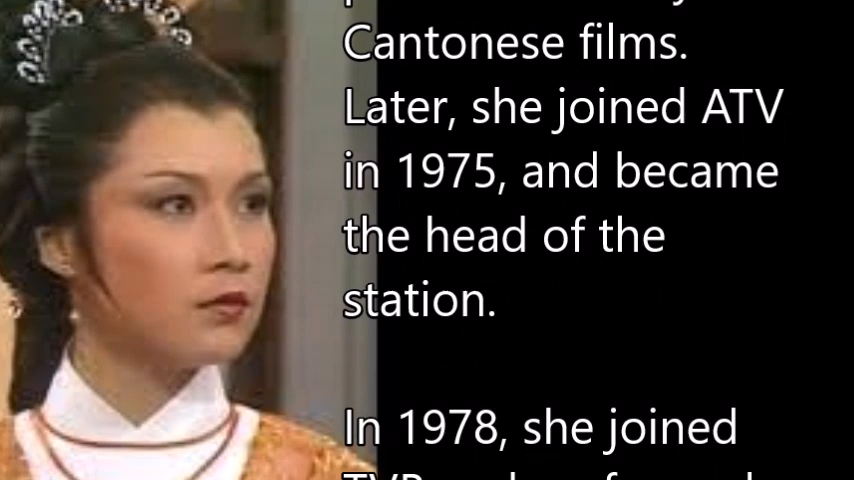 Cantonese films.
Later, she joined ATV
in 1975, and became
the head of the
station.
In 1978, she joined